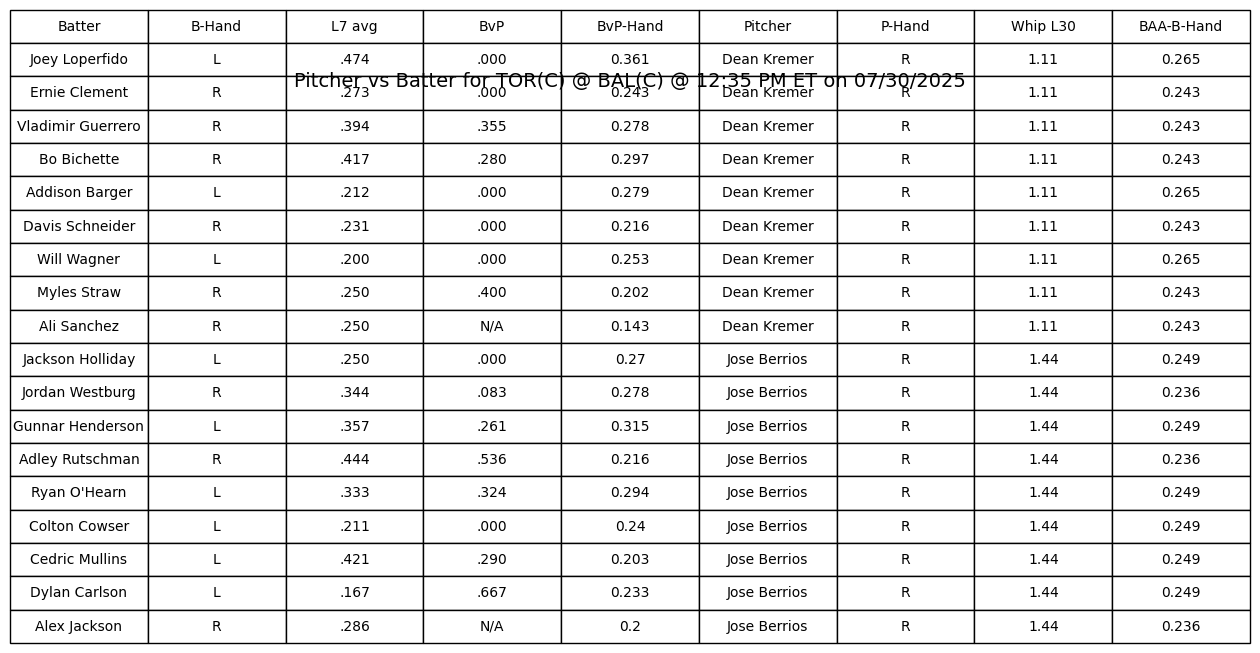 Batter B-Hand L7 avg BvP BvP-Hand Pitcher P-Hand Whip L30 BAA-B-Hand
Joey Loperfido L .474 .000 0.361 Dean Kremer R 1.11 0.265
Pitcher vs Batter for TOR(C) @ BAL(C) @ 12:35 PM ET on 07/30/2025
Ernie Clement R .273 .000 0.243 Dean Kremer R 1.11 0.243
Vladimir Guerrero R .394 .355 0.278 Dean Kremer R 1.11 0.243
Bo Bichette R .417 .280 0.297 Dean Kremer R 1.11 0.243
Addison Barger L .212 .000 0.279 Dean Kremer R 1.11 0.265
Davis Schneider R .231 .000 0.216 Dean Kremer R 1.11 0.243
Will Wagner L .200 .000 0.253 Dean Kremer R 1.11 0.265
Myles Straw R .250 .400 0.202 Dean Kremer R 1.11 0.243
Ali Sanchez R .250 N/A 0.143 Dean Kremer R 1.11 0.243
Jackson Holliday L .250 .000 0.27 Jose Berrios R 1.44 0.249
Jordan Westburg R .344 .083 0.278 Jose Berrios R 1.44 0.236
Gunnar Henderson L .357 .261 0.315 Jose Berrios R 1.44 0.249
Adley Rutschman R .444 .536 0.216 Jose Berrios R 1.44 0.236
Ryan O'Hearn L .333 .324 0.294 Jose Berrios R 1.44 0.249
Colton Cowser L .211 .000 0.24 Jose Berrios R 1.44 0.249
Cedric Mullins L .421 .290 0.203 Jose Berrios R 1.44 0.249
Dylan Carlson L .167 .667 0.233 Jose Berrios R 1.44 0.249
Alex Jackson R .286 N/A 0.2 Jose Berrios R 1.44 0.236